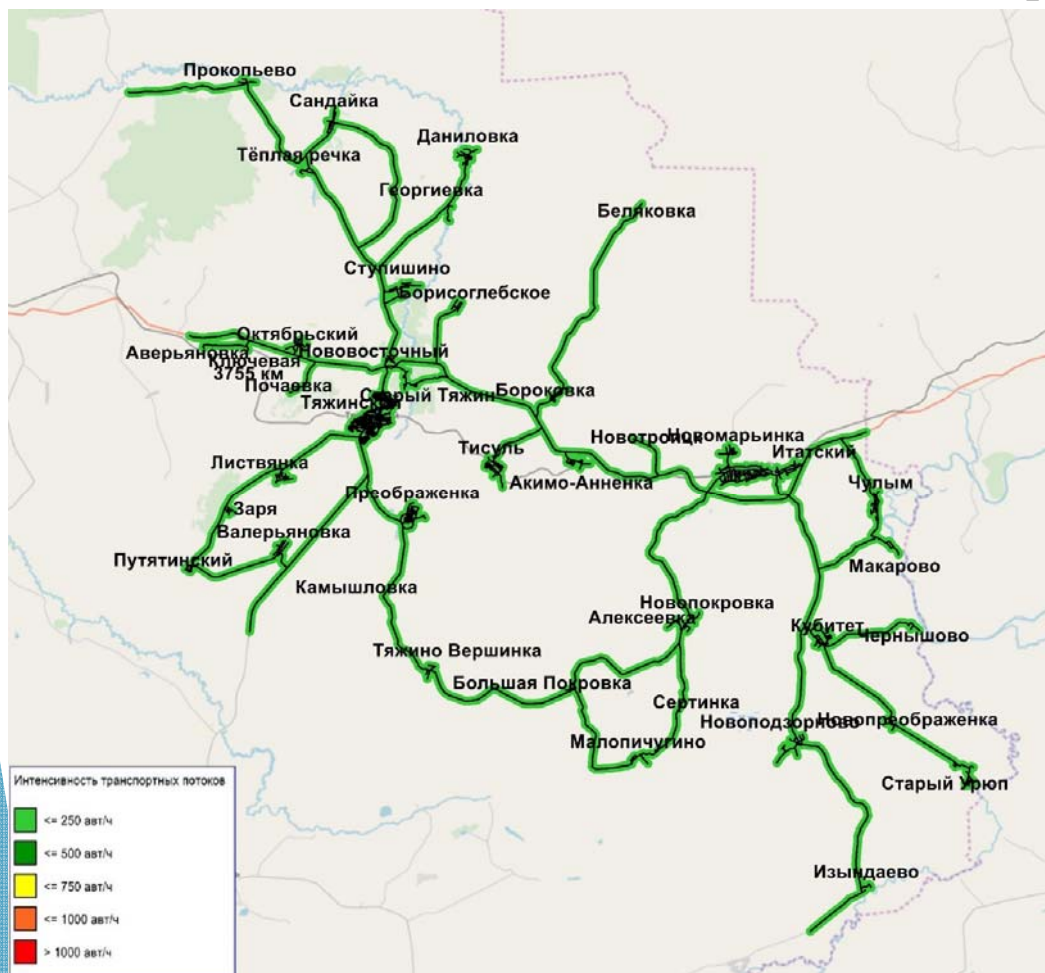 Прокопьево
Сандайка
Даниловка
Тёплая речка
Георгиевка
Беляковка
Ступишино
Борисоглебское
Октябрьский
Аверьяновка
Нововосточный
Ключевая
3755 км
Почаевка
Старый Тяжин
Бороковка
Новомарьинка
Тисуль
Итатский
Листвянка
Акимо-Анненка
Чулым
Преображенка
Заря
Валерьяновка
Путятинский
Макарово
Камышловка
Новопокровка
Алексеевка
Кубитет
Чернышово
Тяжино Вершинка
Большая Покровка
Сертинка
Новоподзорново
Новопреображенка
Малопичугино
Старый Урюп
Изындаево
Интенсивность транспортных потоков
<= 250 авт/ч
<= 500 авт/ч
<= 750 авт/ч
<= 1000 авт/ч
> 1000 авт/ч